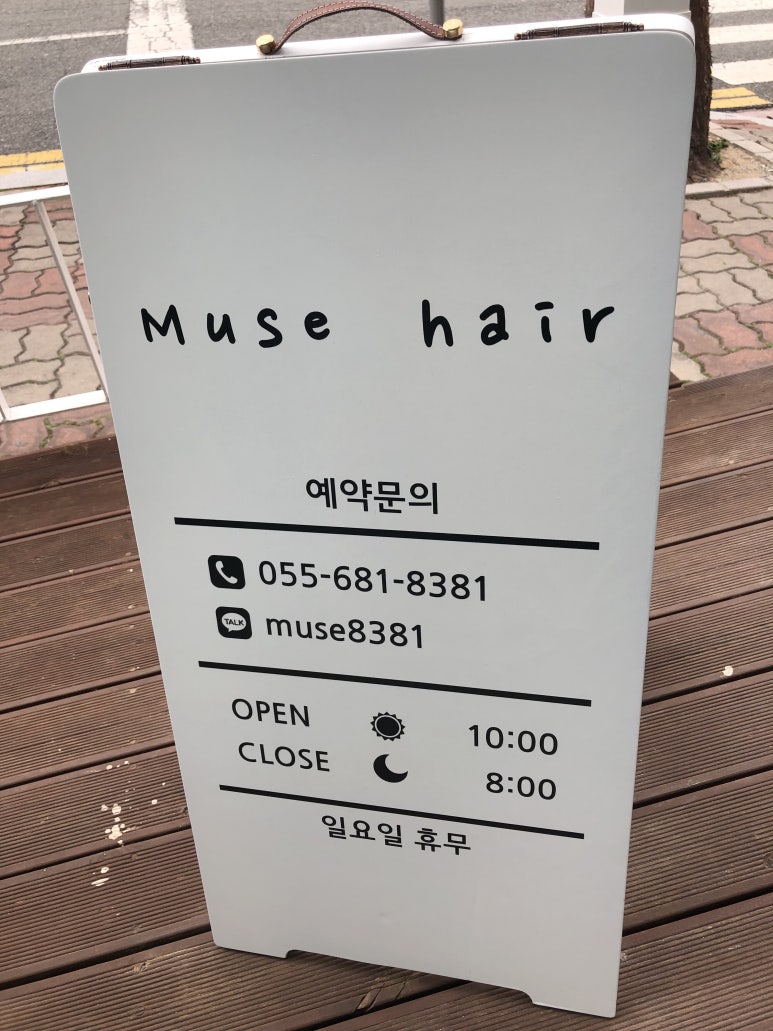 Muse hair
예약문의
055-681-8381
TALK
muse8381
OPEN 10:00
CLOSE 8:00
일요일 휴무